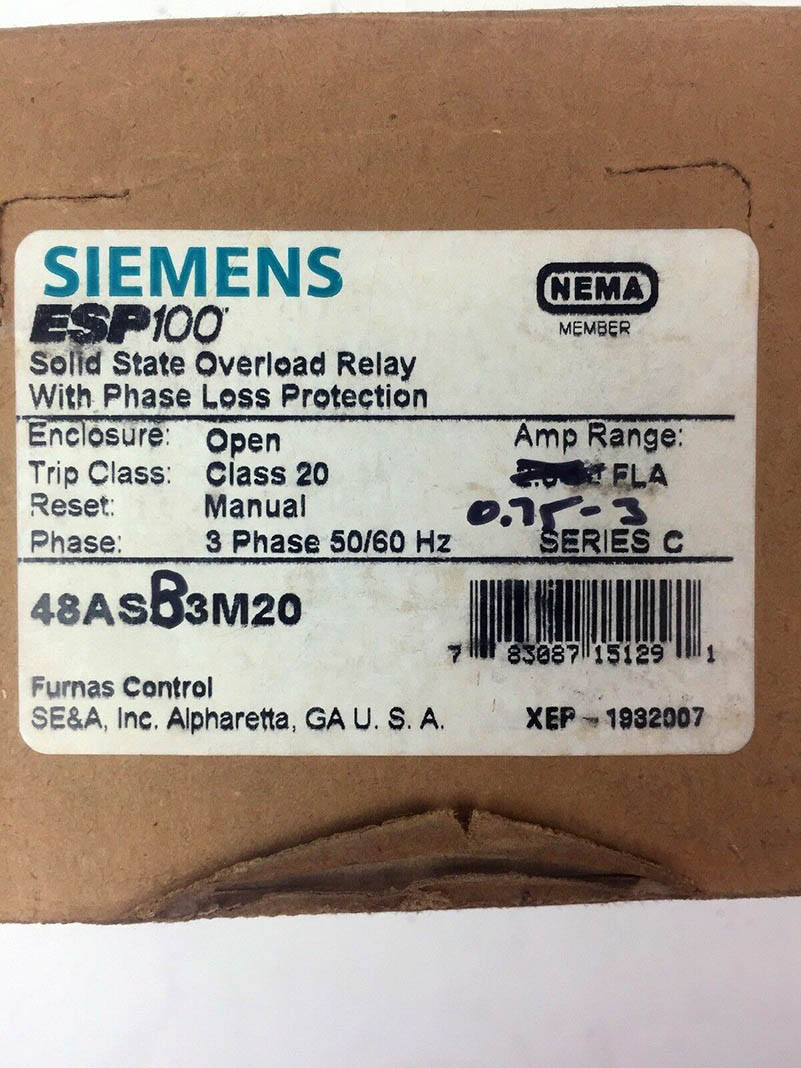 SIEMENS
NEMA
MEMBER
ESP100
Solid State Overload Relay
With Phase Loss Protection
Enclosure: Open
Trip Class: Class 20
Reset: Manual
Phase: 3 Phase 50/60 Hz
Amp Range:
FLA
0.75-3
SERIES C
48ASB3M20
7 83087 15129 1
Furnas Control
SE&A, Inc. Alpharetta, GA U. S. A.
XEP - 1932007